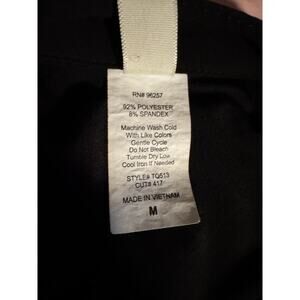 RN# 96257
92% POLYESTER
8% SPANDEX
Machine Wash Cold
With Like Colors
Gentle Cycle
Do Not Bleach
Tumble Dry Low
Cool Iron If Needed
STYLE# TQ513
CUT# 417
MADE IN VIETNAM
M